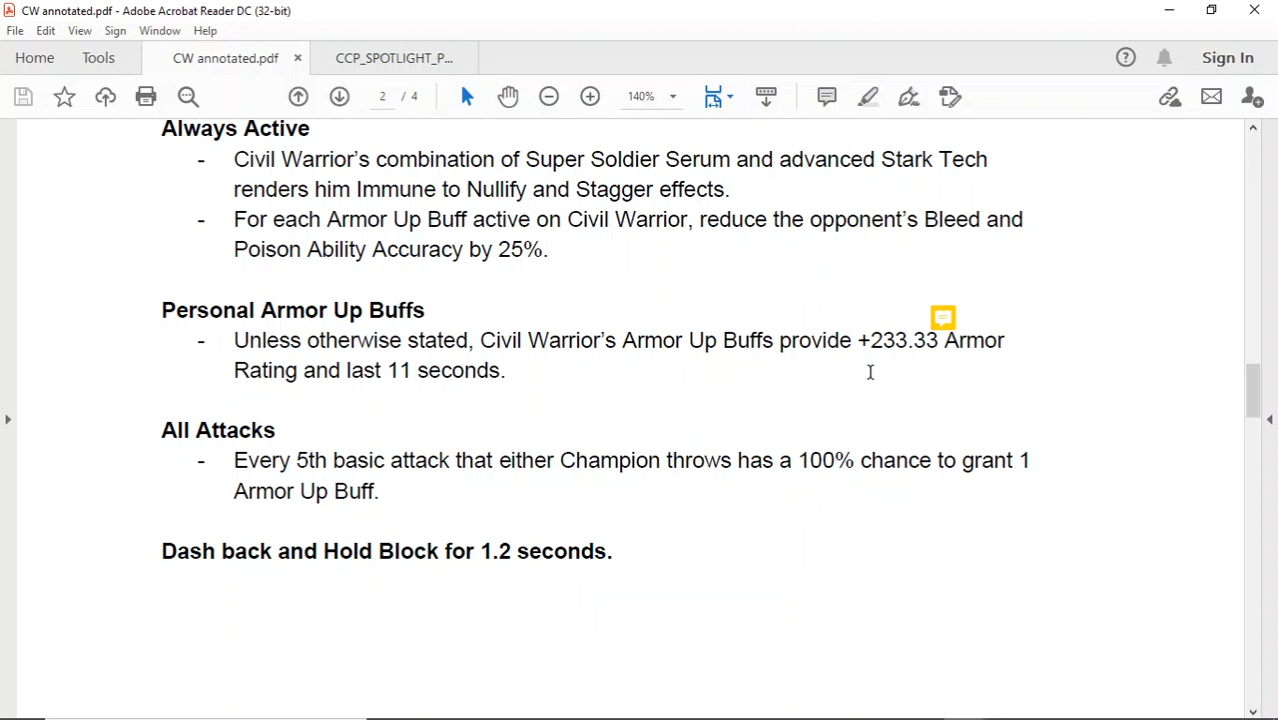 CW annotated.pdf - Adobe Acrobat Reader DC (32-bit)
File Edit View Sign Window Help
Home Tools CW annotated.pdf × CCP_SPOTLIGHT_P... Sign In
2 / 4 140%
Always Active
- Civil Warrior's combination of Super Soldier Serum and advanced Stark Tech
renders him Immune to Nullify and Stagger effects.
- For each Armor Up Buff active on Civil Warrior, reduce the opponent's Bleed and
Poison Ability Accuracy by 25%.
Personal Armor Up Buffs
- Unless otherwise stated, Civil Warrior's Armor Up Buffs provide +233.33 Armor
Rating and last 11 seconds.
All Attacks
- Every 5th basic attack that either Champion throws has a 100% chance to grant 1
Armor Up Buff.
Dash back and Hold Block for 1.2 seconds.